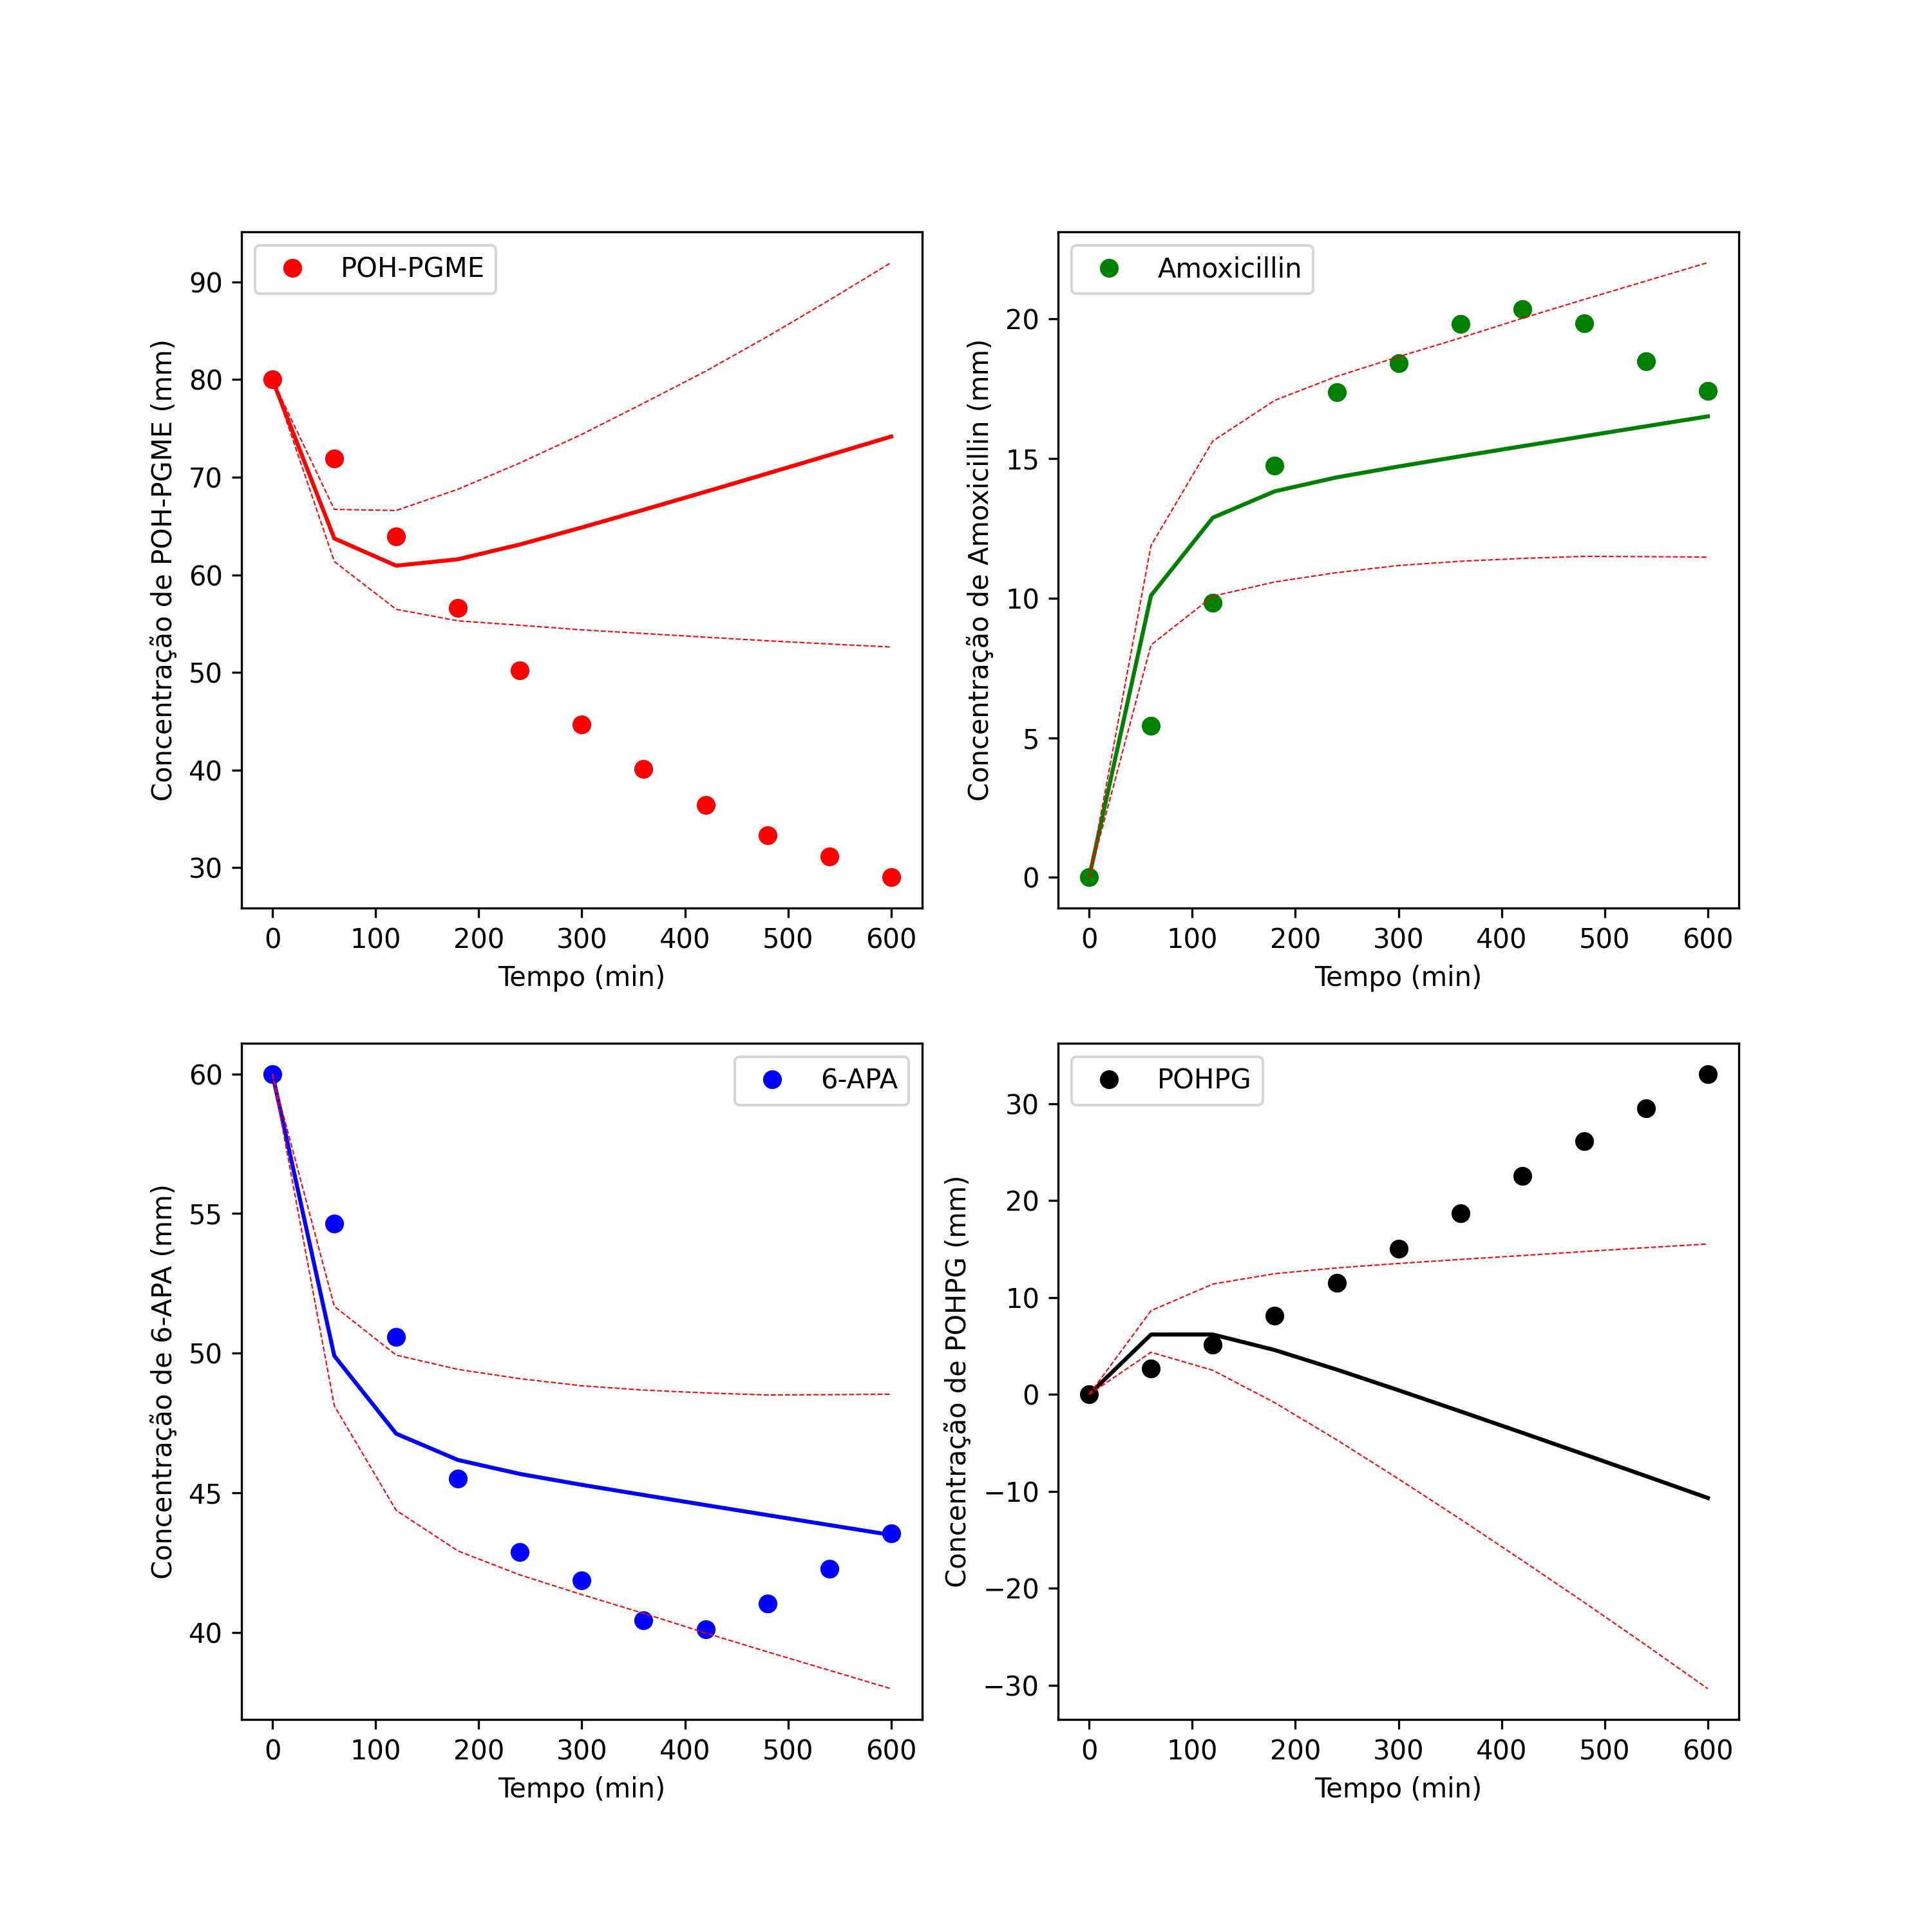 POH-PGME
Concentração de POH-PGME (mm)
90
80
70
60
50
40
30
0 100 200 300 400 500 600
Tempo (min)
Amoxicillin
Concentração de Amoxicillin (mm)
20
15
10
5
0
0 100 200 300 400 500 600
Tempo (min)
6-APA
Concentração de 6-APA (mm)
60
55
50
45
40
0 100 200 300 400 500 600
Tempo (min)
POHPG
Concentração de POHPG (mm)
30
20
10
0
−10
−20
−30
0 100 200 300 400 500 600
Tempo (min)